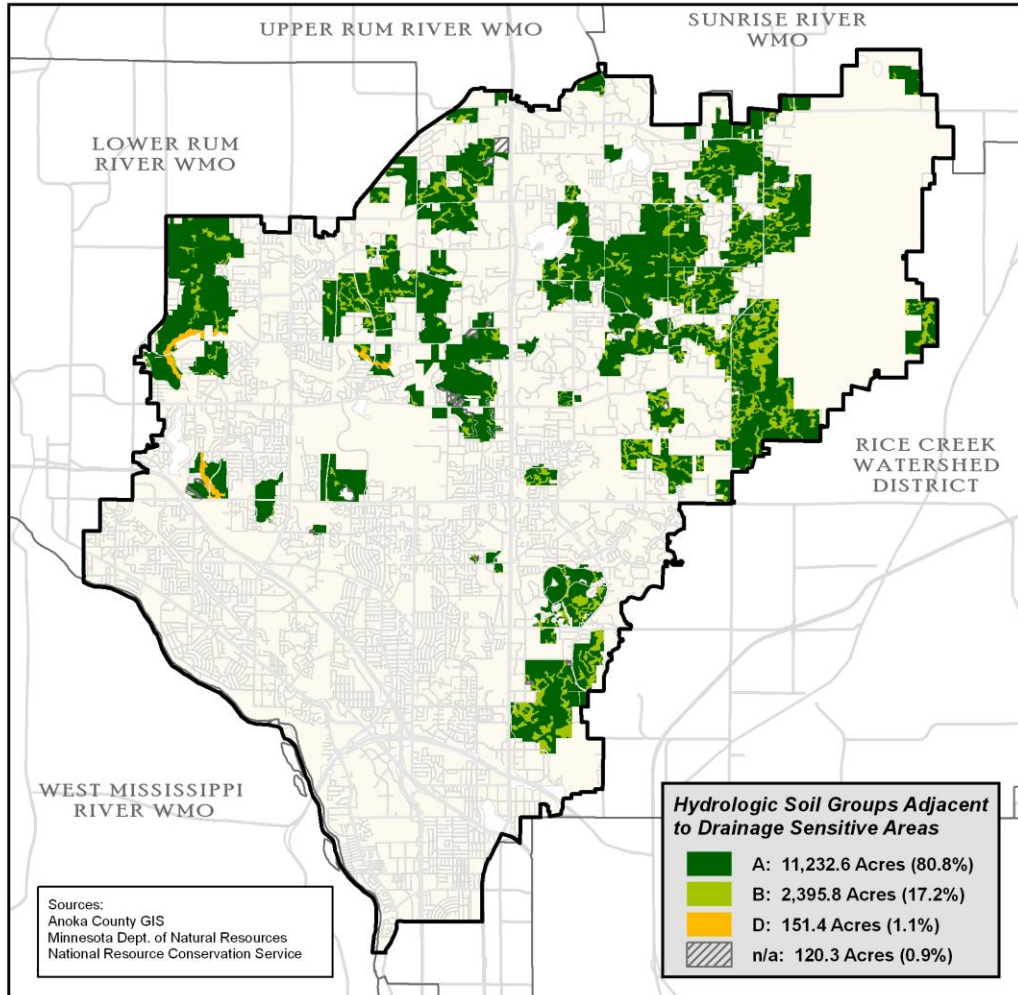 UPPER RUM RIVER WMO
SUNRISE RIVER
WMO
LOWER RUM
RIVER WMO
RICE CREEK
WATERSHED
DISTRICT
WEST MISSISSIPPI
RIVER WMO
Hydrologic Soil Groups Adjacent
to Drainage Sensitive Areas
A: 11,232.6 Acres (80.8%)
B: 2,395.8 Acres (17.2%)
D: 151.4 Acres (1.1%)
n/a: 120.3 Acres (0.9%)
Sources:
Anoka County GIS
Minnesota Dept. of Natural Resources
National Resource Conservation Service